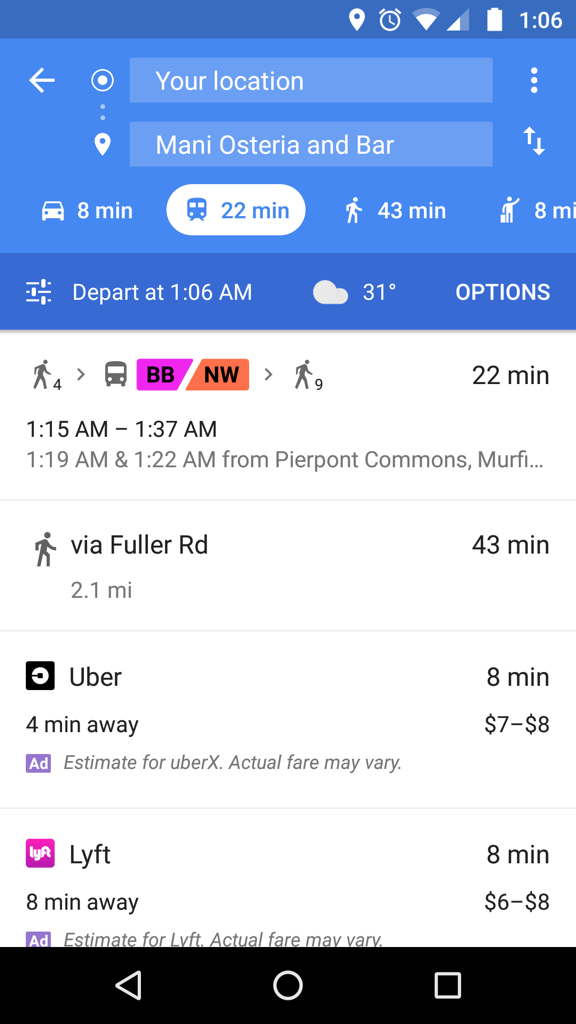 1:06
Your location
Mani Osteria and Bar
8 min
22 min
43 min
8 mi
Depart at 1:06 AM
31°
OPTIONS
4
BB
NW
9
22 min
1:15 AM – 1:37 AM
1:19 AM & 1:22 AM from Pierpont Commons, Murfi...
via Fuller Rd
43 min
2.1 mi
Uber
8 min
4 min away
$7–$8
Ad
Estimate for uberX. Actual fare may vary.
lyft
Lyft
8 min
8 min away
$6–$8
Ad
Estimate for Lyft. Actual fare may vary.